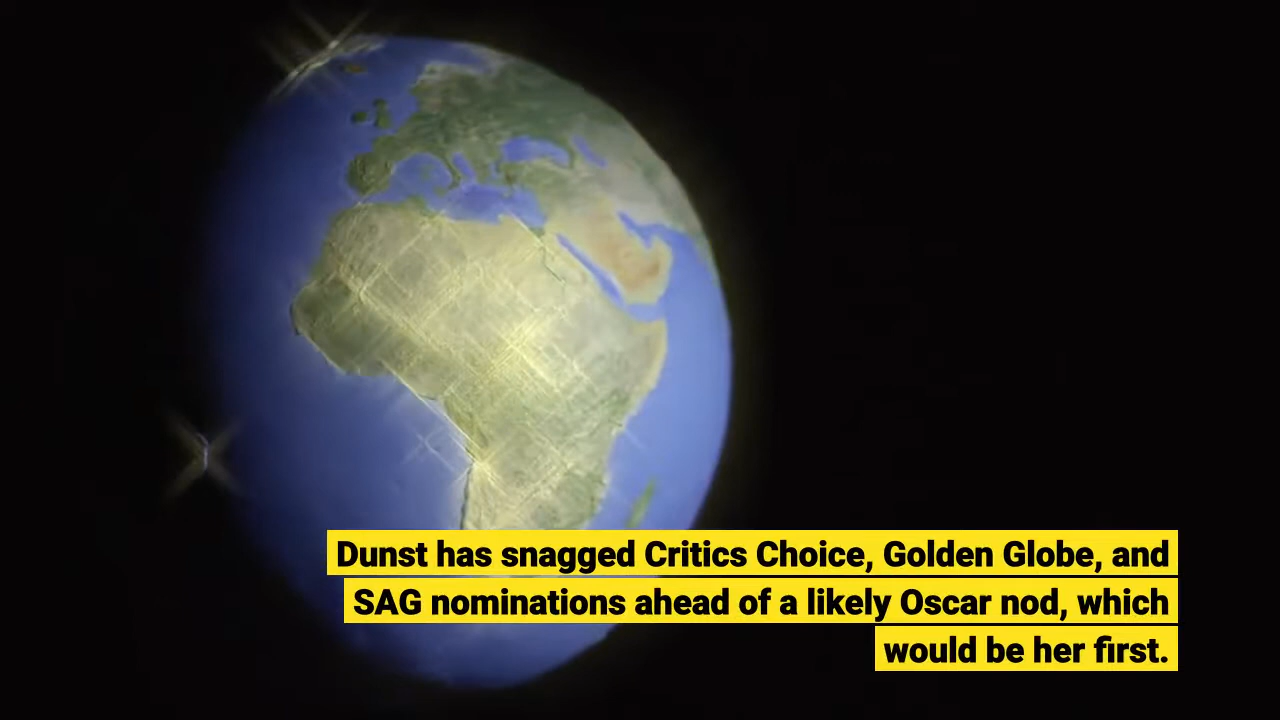 Dunst has snagged Critics Choice, Golden Globe, and
SAG nominations ahead of a likely Oscar nod, which
would be her first.